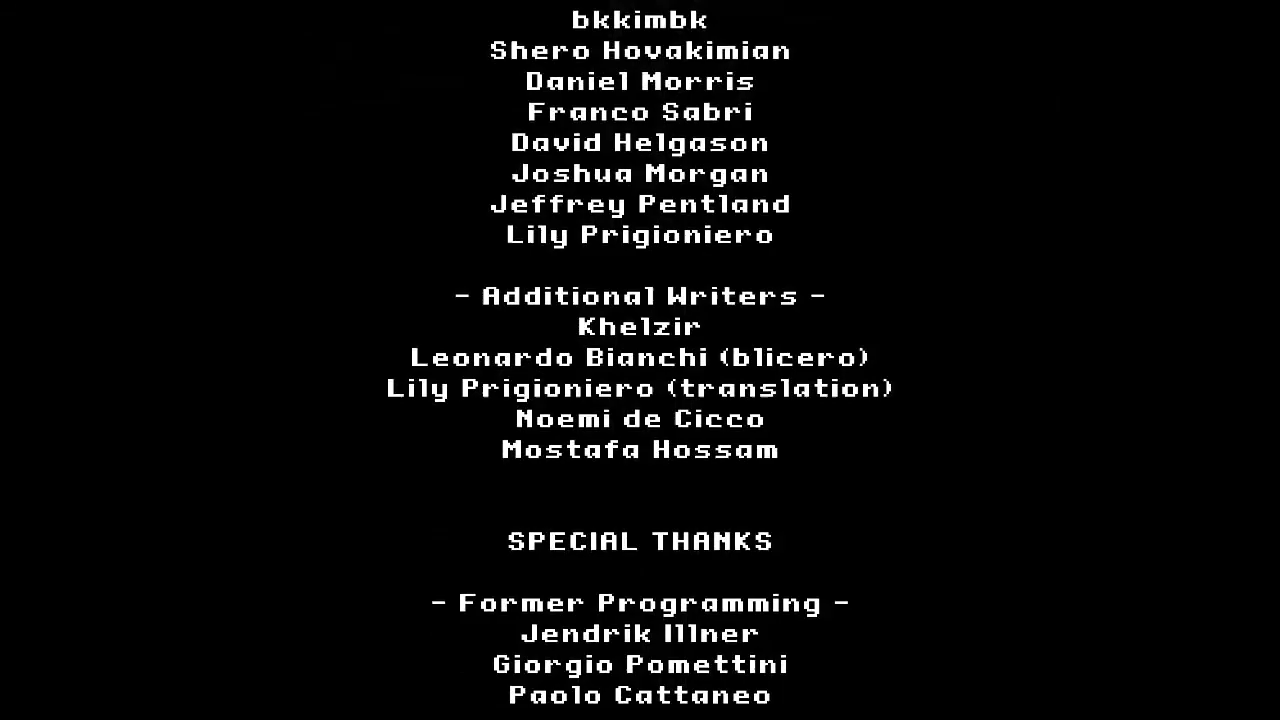 bkkimbk
Shero Hovakimian
Daniel Morris
Franco Sabri
David Helgason
Joshua Morgan
Jeffrey Pentland
Lily Prigioniero
- Additional Writers -
Khelzir
Leonardo Bianchi (blicero)
Lily Prigioniero (translation)
Noemi de Cicco
Mostafa Hossam
SPECIAL THANKS
- Former Programming -
Jendrik Illner
Giorgio Pomettini
Paolo Cattaneo